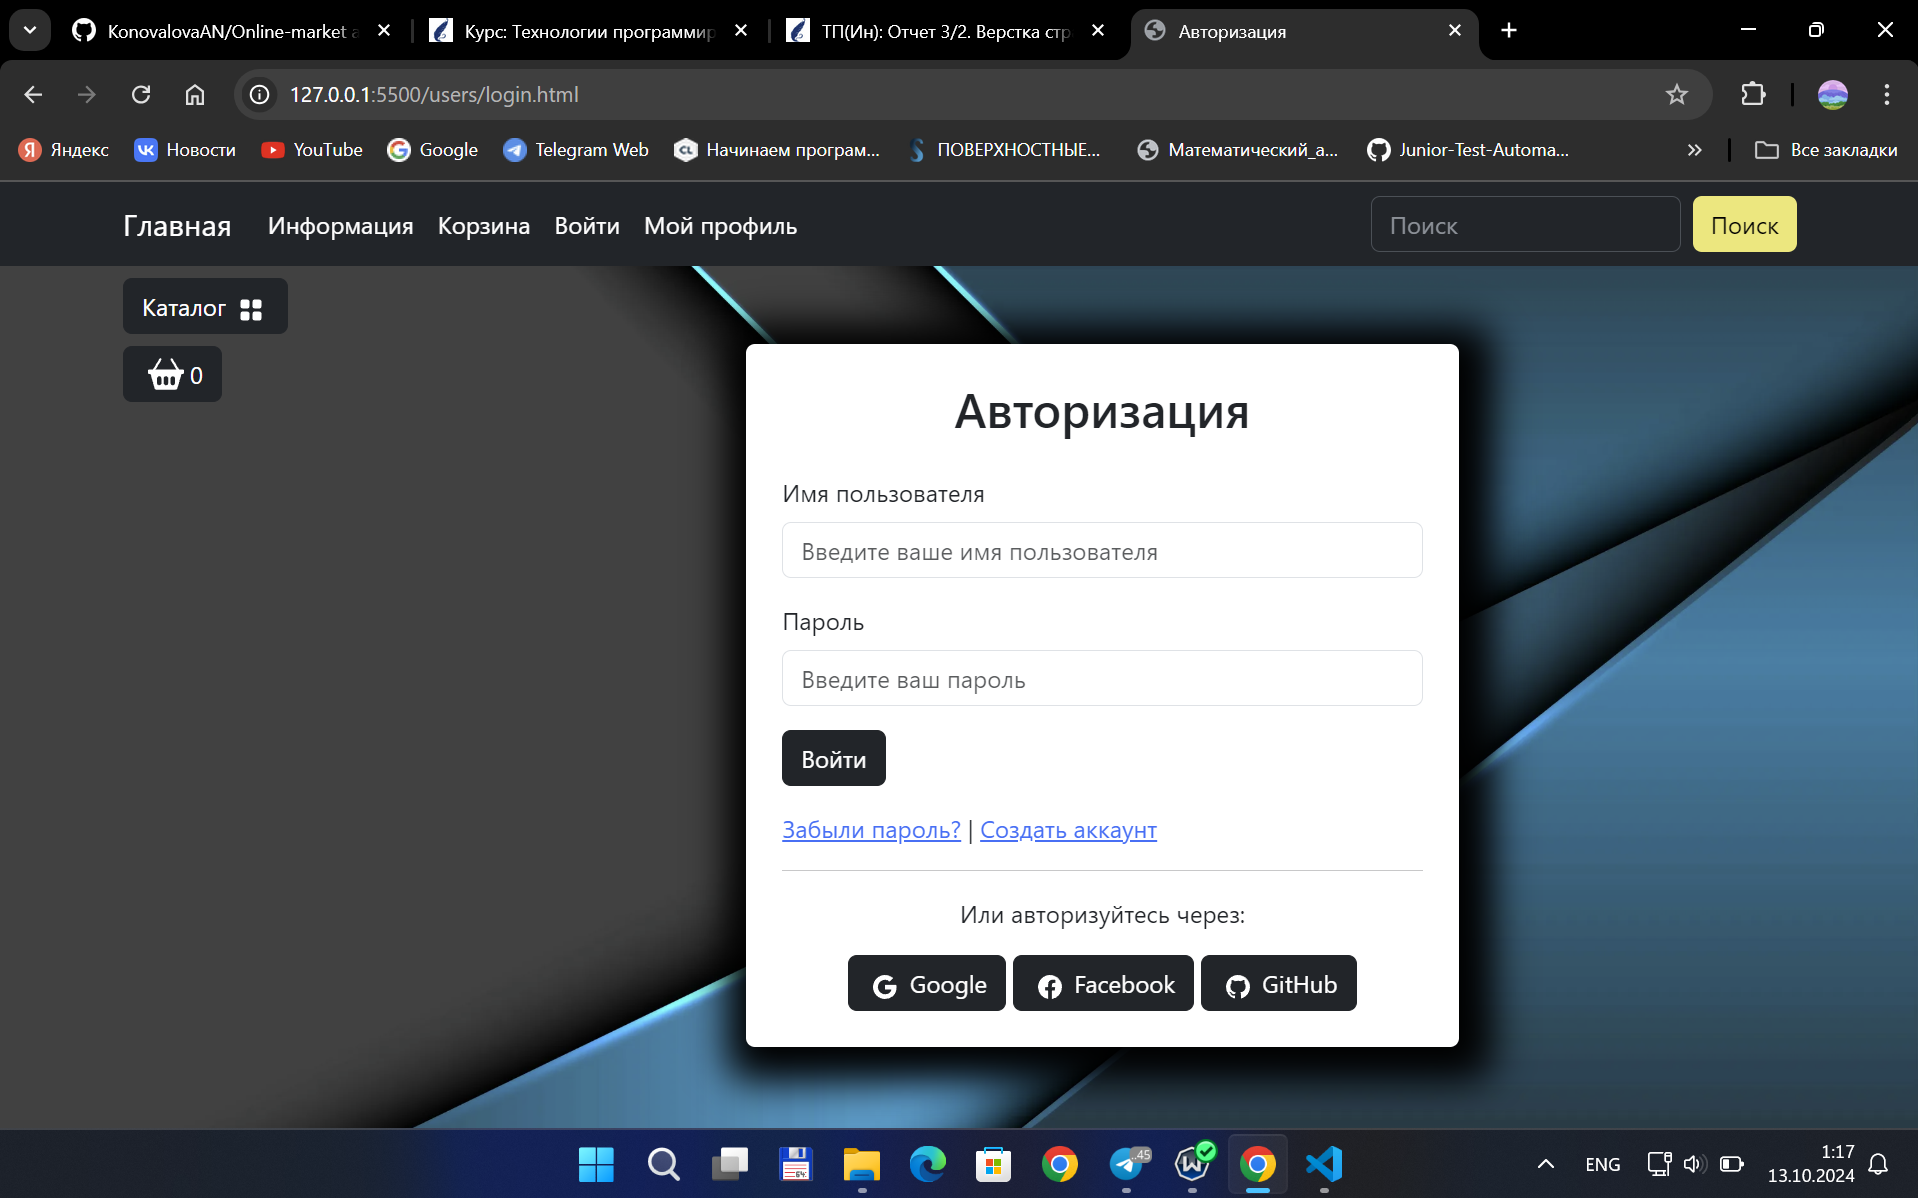 KonovalovaAN/Online-market a
Курс: Технологии программир
ТП(Ин): Отчет 3/2. Верстка стр
Авторизация
127.0.0.1:5500/users/login.html
Яндекс
Новости
YouTube
Google
Telegram Web
Начинаем програм...
ПОВЕРХНОСТНЫЕ...
Математический_а...
Junior-Test-Automa...
Все закладки
Главная
Информация
Корзина
Войти
Мой профиль
Поиск
Поиск
Каталог
0
Авторизация
Имя пользователя
Введите ваше имя пользователя
Пароль
Введите ваш пароль
Войти
Забыли пароль? | Создать аккаунт
Или авторизуйтесь через:
Google
Facebook
GitHub
..45
ENG
1:17
13.10.2024